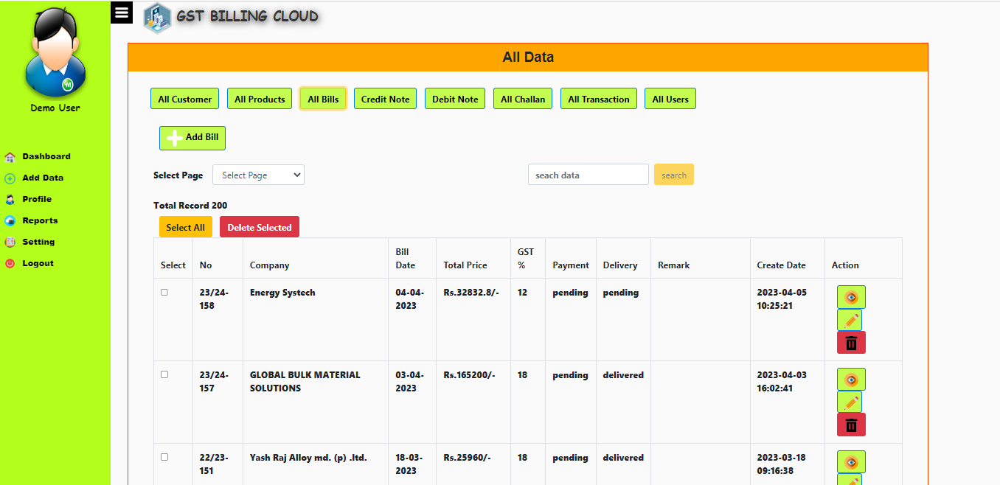 GST BILLING CLOUD
Demo User
Dashboard
Add Data
Profile
Reports
Setting
Logout
All Data
All Customer All Products All Bills Credit Note Debit Note All Challan All Transaction All Users
Add Bill
Select Page Select Page seach data search
Total Record 200
Select All Delete Selected
Select No Company Bill Date Total Price GST % Payment Delivery Remark Create Date Action
23/24-158 Energy Systech 04-04-2023 Rs.32832.8/- 12 pending pending 2023-04-05 10:25:21
23/24-157 GLOBAL BULK MATERIAL SOLUTIONS 03-04-2023 Rs.165200/- 18 pending delivered 2023-04-03 16:02:41
22/23-151 Yash Raj Alloy md. (p) .ltd. 18-03-2023 Rs.25960/- 18 pending delivered 2023-03-18 09:16:38